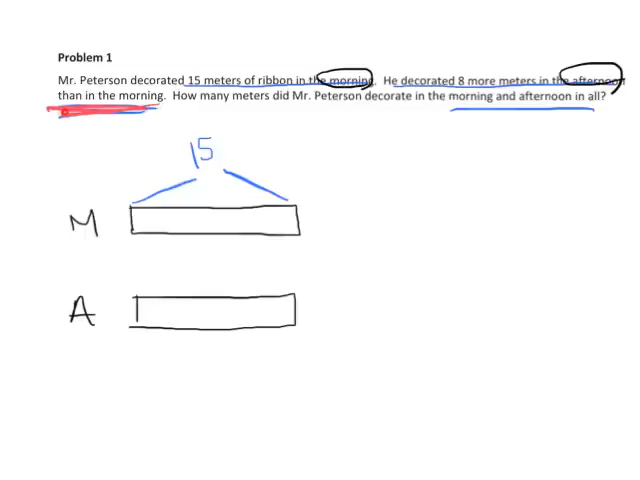 Problem 1
Mr. Peterson decorated 15 meters of ribbon in the morning. He decorated 8 more meters in the afternoon
than in the morning. How many meters did Mr. Peterson decorate in the morning and afternoon in all?
15
M
A